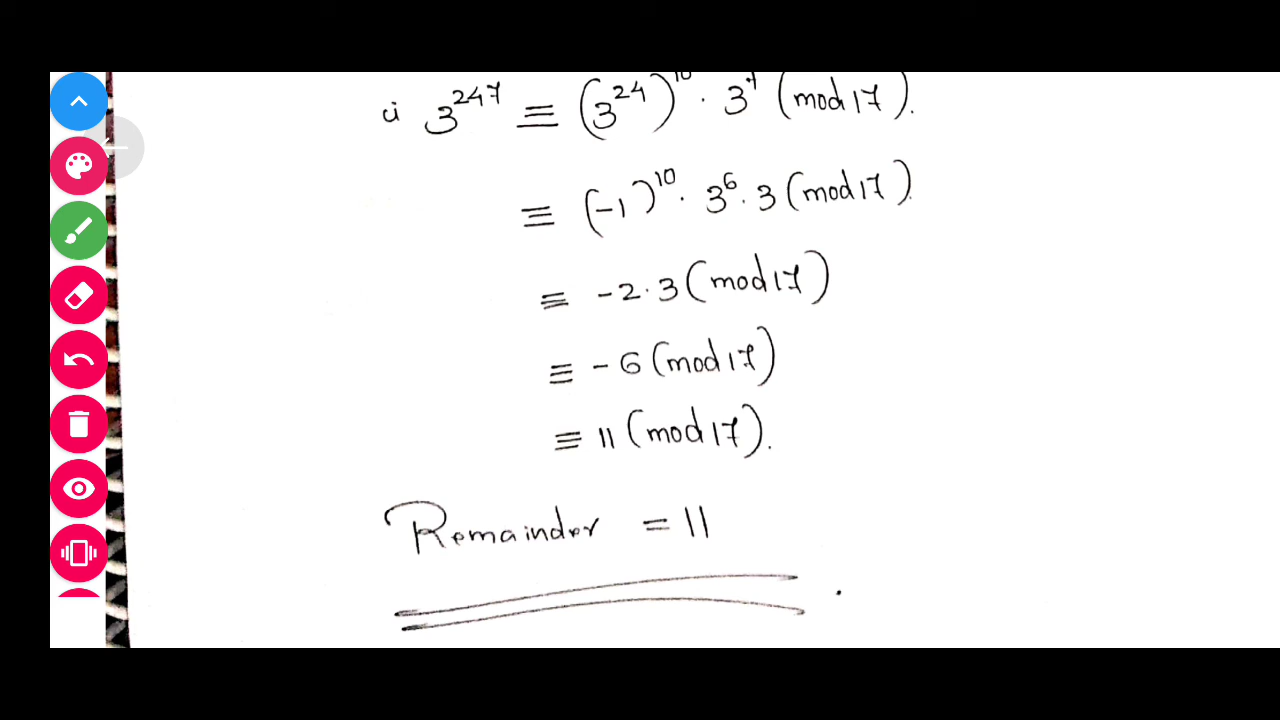 ii) 3^247 ≡ (3^24)^10 · 3^7 (mod 17).
≡ (-1)^10 · 3^6 · 3 (mod 17).
≡ -2 · 3 (mod 17)
≡ -6 (mod 17)
≡ 11 (mod 17).
Remainder = 11